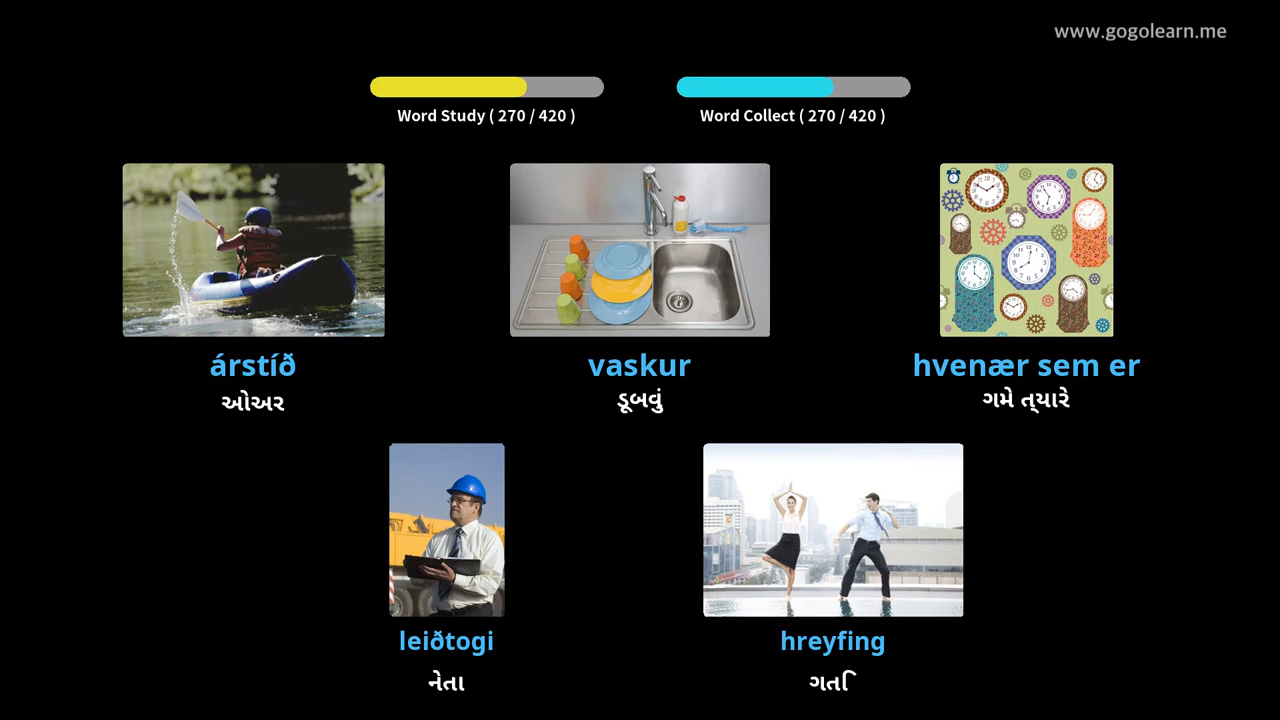 www.gogolearn.me
Word Study ( 270 / 420 )
Word Collect ( 270 / 420 )
árstíð
ઓઅર
vaskur
ડૂબવું
hvenær sem er
ગમે ત્યારે
leiðtogi
નેતા
hreyfing
ગતિ